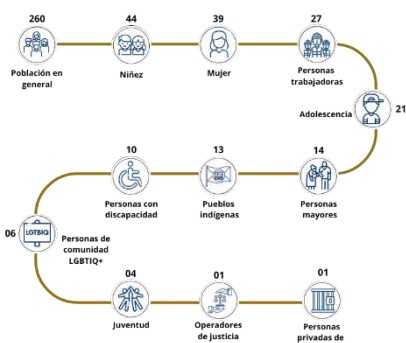 260
Población en
general
44
Niñez
39
Mujer
27
Personas
trabajadoras
Adolescencia
21
14
Personas
mayores
13
Pueblos
indígenas
10
Personas con
discapacidad
06
LGTBIQ
Personas de
comunidad
LGBTIQ+
04
Juventud
01
Operadores
de justicia
01
Personas
privadas de